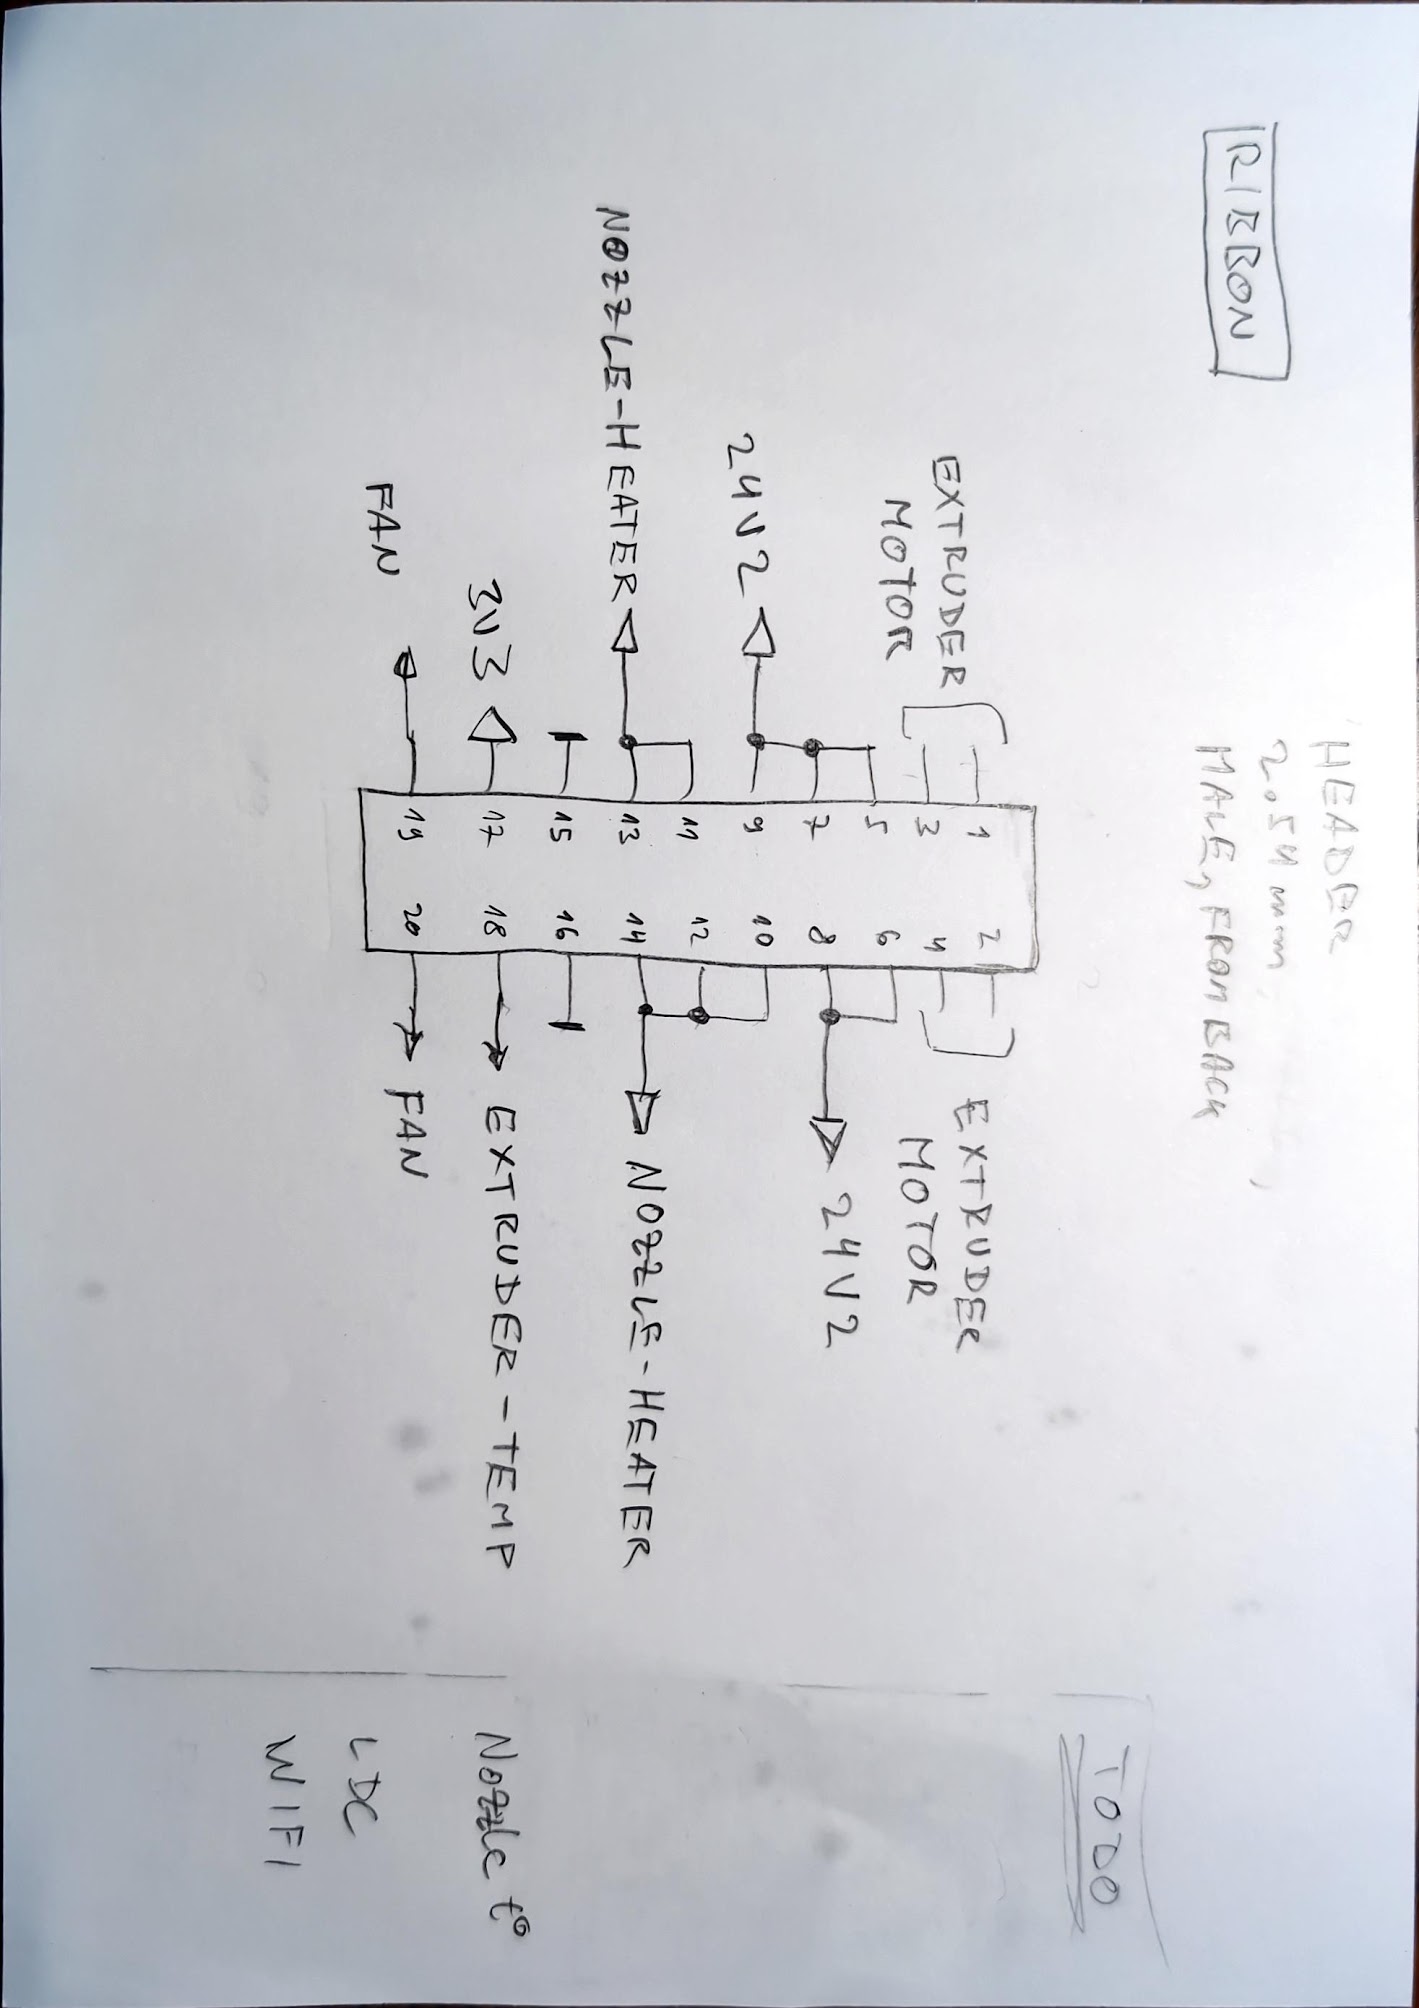 RIBBON
HEADER
2.54 mm
MALE, FROM BACK
EXTRUDER
MOTOR
1
2
EXTRUDER
MOTOR
3
4
5
6
24V2
7
8
24V2
9
10
11
12
NOZZLE-HEATER
13
14
NOZZLE-HEATER
15
16
3V3
17
18
EXTRUDER-TEMP
FAN
19
20
FAN
TODO
Nozzle t°
LDC
WIFI